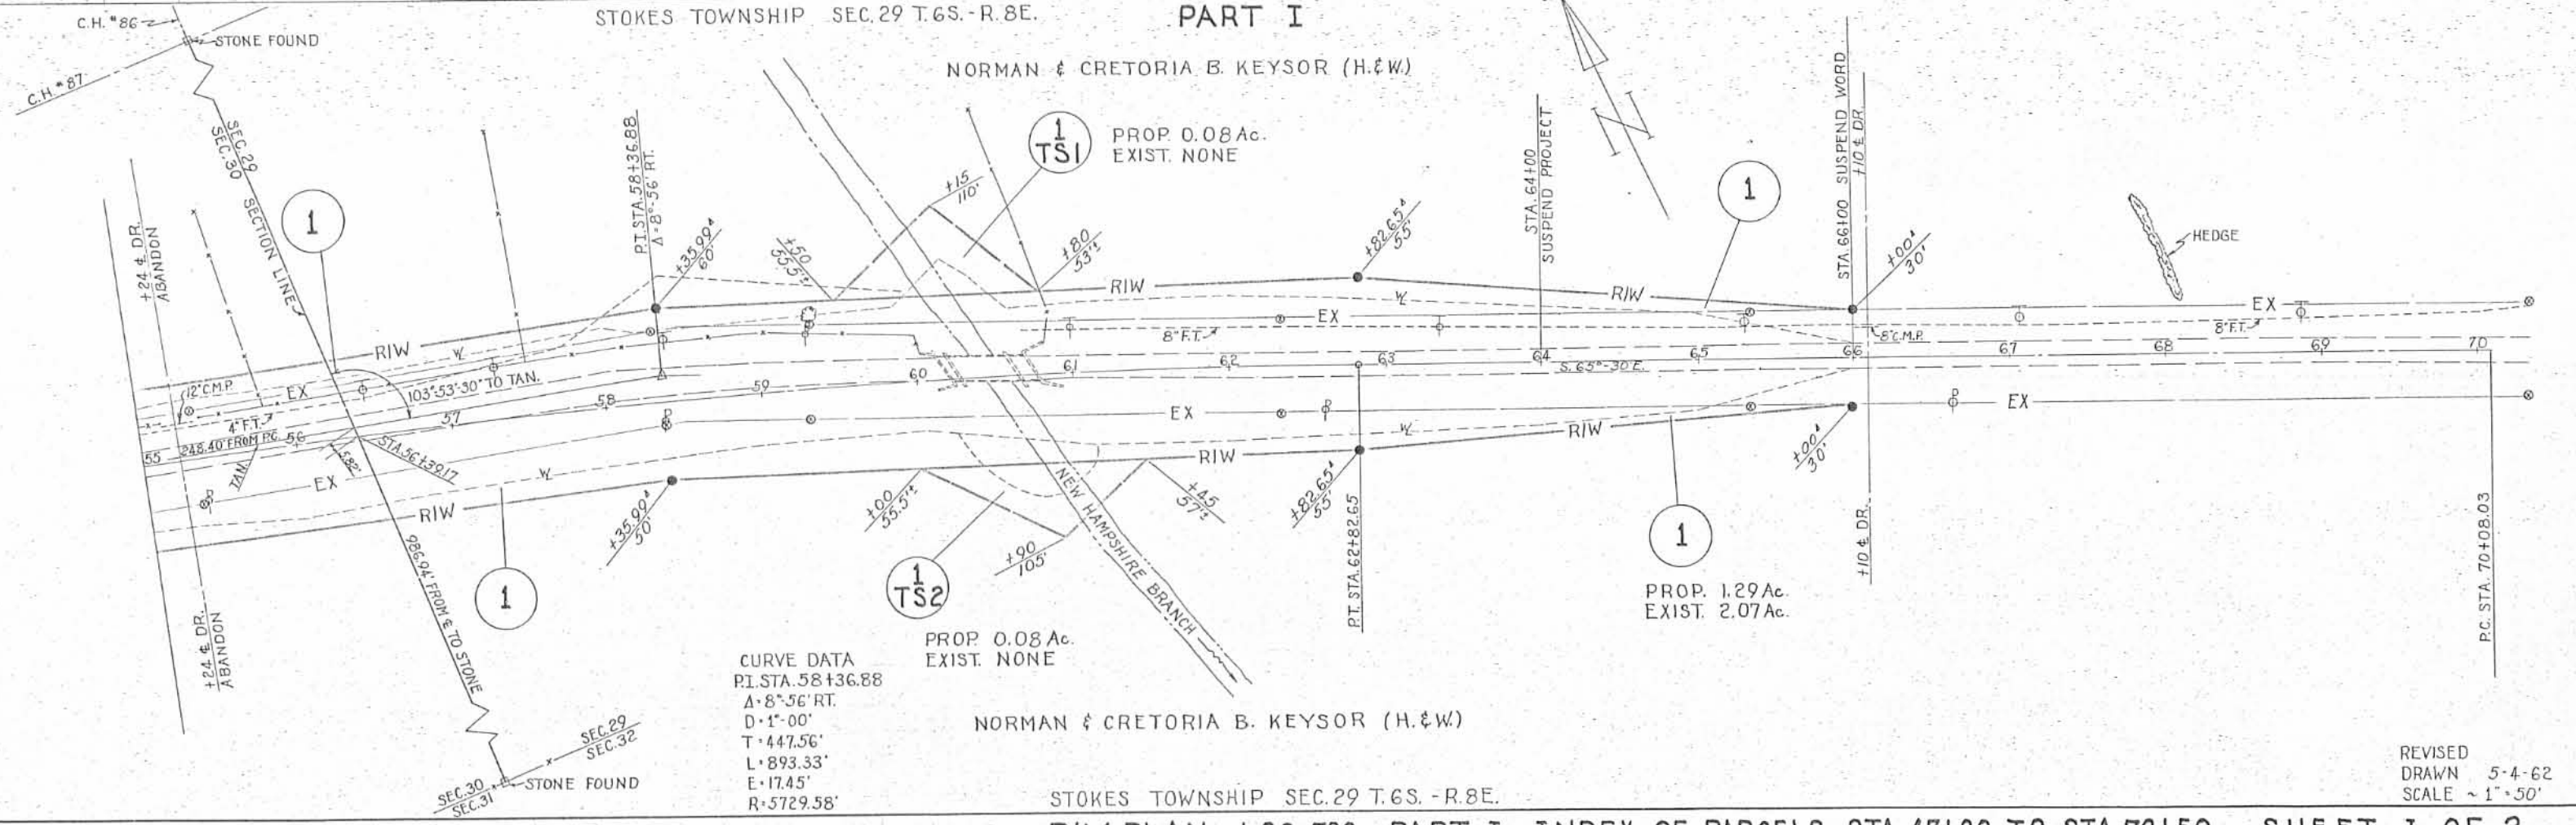 STOKES TOWNSHIP SEC. 29 T.6S.-R.8E.
PART I
NORMAN & CRETORIA B. KEYSOR (H.&W.)
C.H. #86
STONE FOUND
C.H. #87
SEC. 29
SEC. 30
SECTION LINE
1
+24 ℄ DR.
ABANDON
P.I. STA. 58+36.88
Δ=8°-56' RT.
+35.99
60'
+50
55.5'±
+15
110'
1
TS1
PROP. 0.08 Ac.
EXIST. NONE
+80
53'±
+82.65
55'
N
STA. 64+00
SUSPEND PROJECT
1
STA. 66+00 SUSPEND WORD
+10 ℄ DR.
+00
30'
HEDGE
R/W
R/W
R/W
EX
EX
EX
W
W
8" F.T.
8" C.M.P.
8" F.T.
12" C.M.P.
4" F.T.
103°-53'-30" TO TAN.
248.40 FROM P.C.
55 56 57 58 59 60 61 62 63 64 65 66 67 68 69 70
S. 65°-30' E.
TAN.
582'
STA. 56+39.17
EX
EX
EX
W
W
R/W
R/W
R/W
986.94' FROM ℄ TO STONE
1
+35.99
50'
+00
55.5'±
+90
105'
+45
57'±
+82.65
55'
P.T. STA. 62+82.65
+00
30'
+10 ℄ DR.
P.C. STA. 70+08.03
NEW HAMPSHIRE BRANCH
1
TS2
PROP. 0.08 Ac.
EXIST. NONE
1
PROP. 1.29 Ac.
EXIST. 2.07 Ac.
+24 ℄ DR.
ABANDON
CURVE DATA
P.I. STA. 58+36.88
Δ=8°-56' RT.
D=1°-00'
T=447.56'
L=893.33'
E=17.45'
R=5729.58'
NORMAN & CRETORIA B. KEYSOR (H.&W.)
SEC. 29
SEC. 32
SEC. 30
SEC. 31
STONE FOUND
STOKES TOWNSHIP SEC. 29 T.6S.-R.8E.
REVISED
DRAWN 5-4-62
SCALE ~ 1"=50'